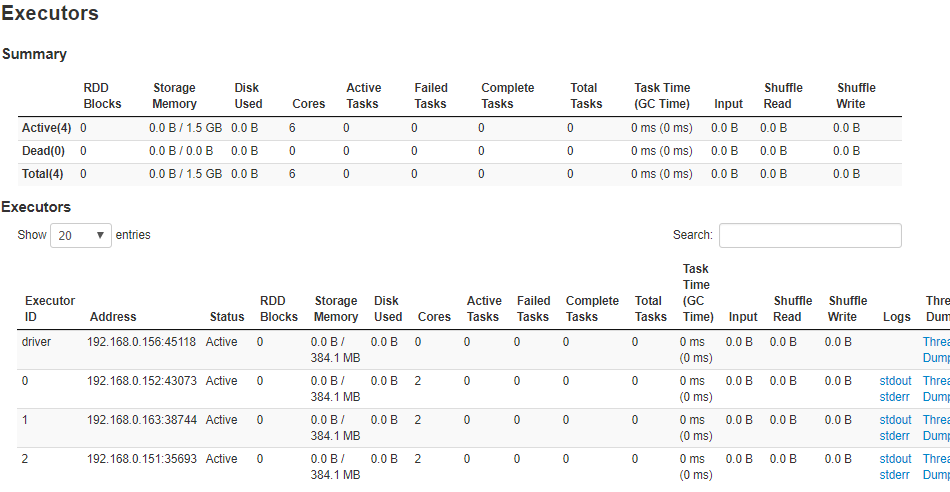 Executors
Summary
RDD Blocks Storage Memory Disk Used Cores Active Tasks Failed Tasks Complete Tasks Total Tasks Task Time (GC Time) Input Shuffle Read Shuffle Write
Active(4) 0 0.0 B / 1.5 GB 0.0 B 6 0 0 0 0 0 ms (0 ms) 0.0 B 0.0 B 0.0 B
Dead(0) 0 0.0 B / 0.0 B 0.0 B 0 0 0 0 0 0 ms (0 ms) 0.0 B 0.0 B 0.0 B
Total(4) 0 0.0 B / 1.5 GB 0.0 B 6 0 0 0 0 0 ms (0 ms) 0.0 B 0.0 B 0.0 B
Executors
Show 20 entries Search:
Executor ID Address Status RDD Blocks Storage Memory Disk Used Cores Active Tasks Failed Tasks Complete Tasks Total Tasks Task Time (GC Time) Input Shuffle Read Shuffle Write Logs Thre Dum
driver 192.168.0.156:45118 Active 0 0.0 B / 384.1 MB 0.0 B 0 0 0 0 0 0 ms (0 ms) 0.0 B 0.0 B 0.0 B Threa Dump
0 192.168.0.152:43073 Active 0 0.0 B / 384.1 MB 0.0 B 2 0 0 0 0 0 ms (0 ms) 0.0 B 0.0 B 0.0 B stdout stderr Threa Dump
1 192.168.0.163:38744 Active 0 0.0 B / 384.1 MB 0.0 B 2 0 0 0 0 0 ms (0 ms) 0.0 B 0.0 B 0.0 B stdout stderr Threa Dump
2 192.168.0.151:35693 Active 0 0.0 B / 384.1 MB 0.0 B 2 0 0 0 0 0 ms (0 ms) 0.0 B 0.0 B 0.0 B stdout stderr Threa Dump